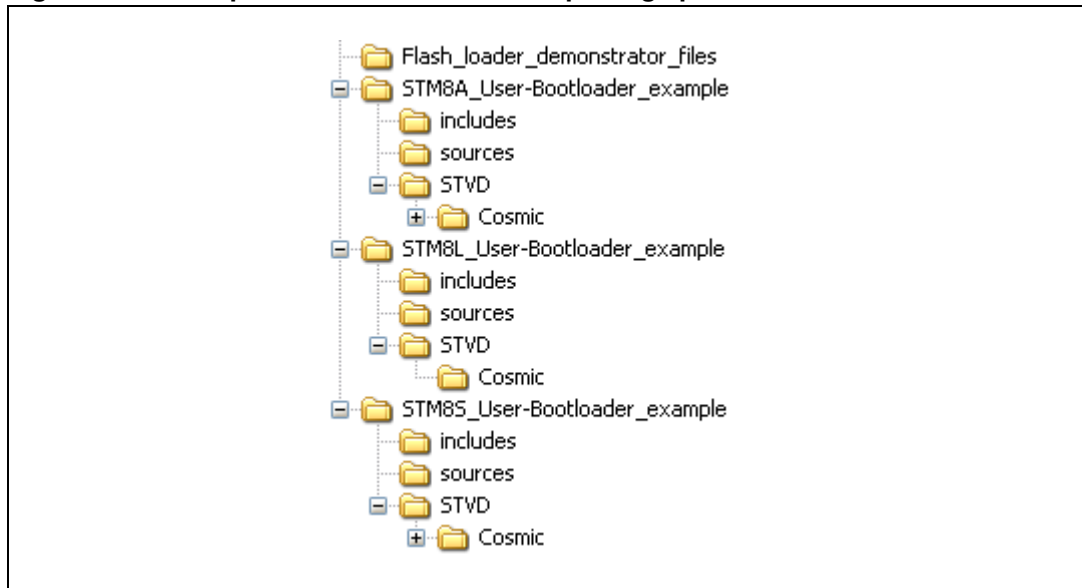 Flash_loader_demonstrator_files
STM8A_User-Bootloader_example
includes
sources
STVD
Cosmic
STM8L_User-Bootloader_example
includes
sources
STVD
Cosmic
STM8S_User-Bootloader_example
includes
sources
STVD
Cosmic